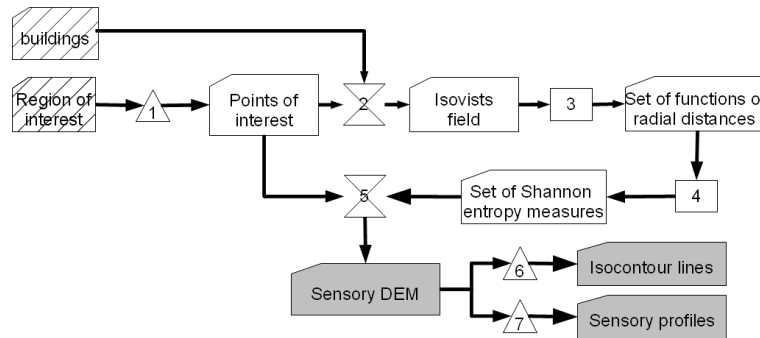 buildings
Region of
interest
1
Points of
interest
2
Isovists
field
3
Set of functions o
radial distances
4
Set of Shannon
entropy measures
5
Sensory DEM
6
Isocontour lines
7
Sensory profiles